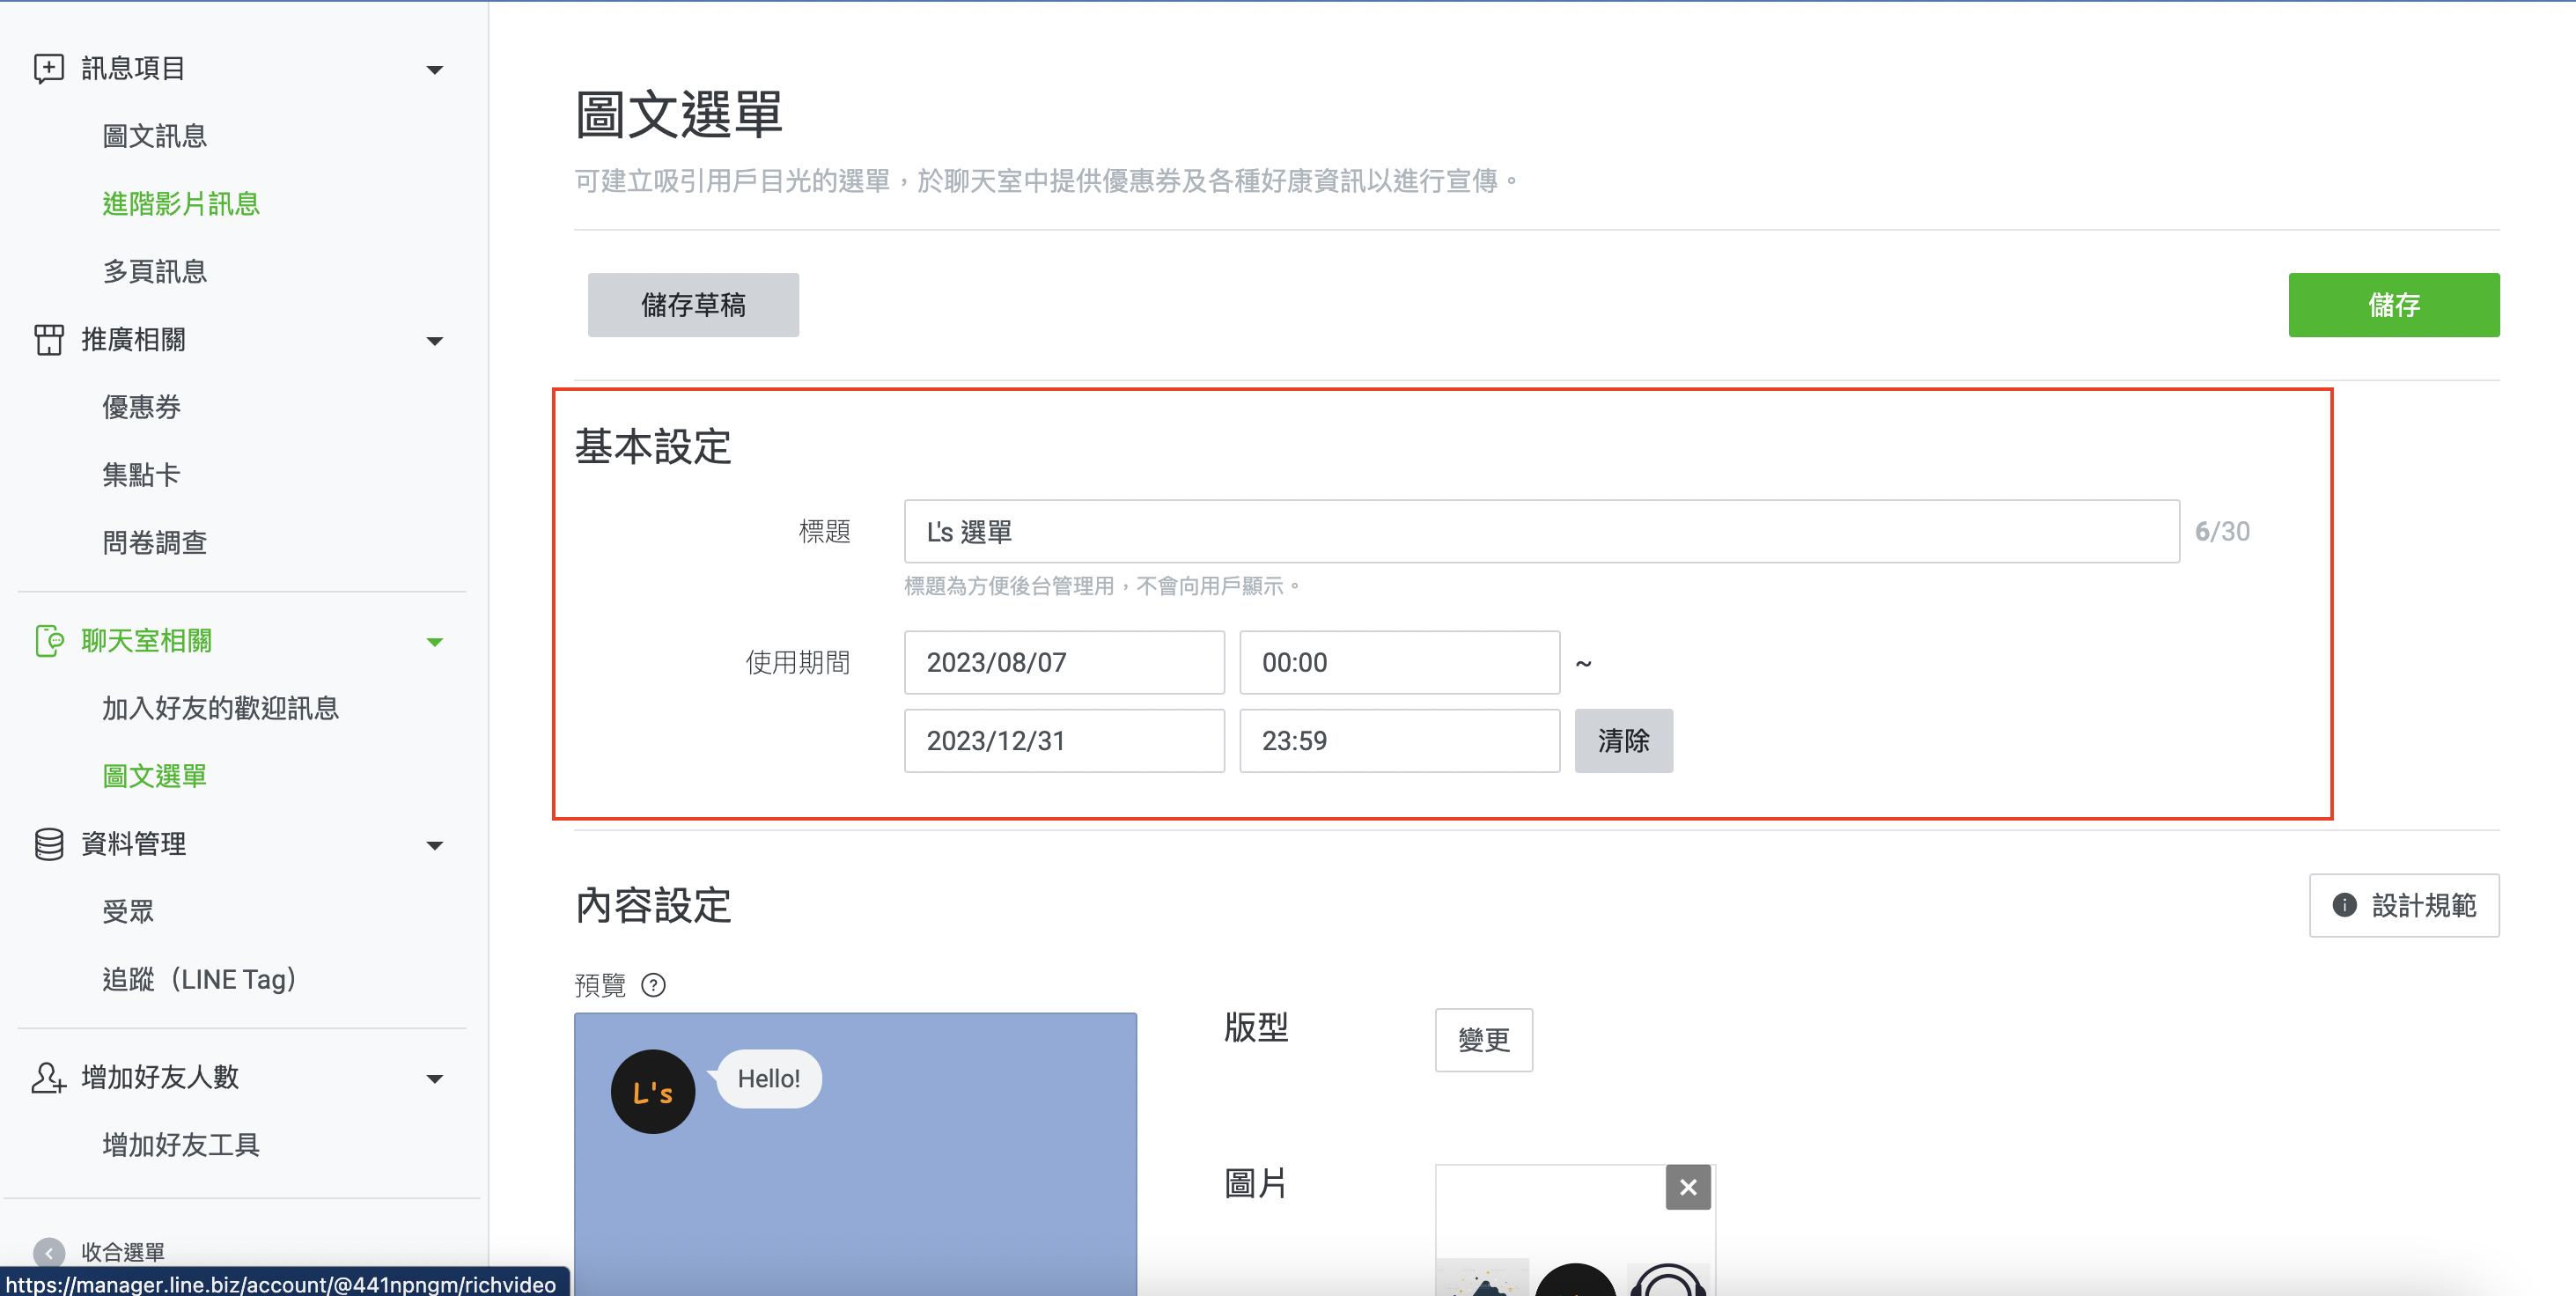 訊息項目
圖文訊息
進階影片訊息
多頁訊息
推廣相關
優惠券
集點卡
問卷調查
聊天室相關
加入好友的歡迎訊息
圖文選單
資料管理
受眾
追蹤（LINE Tag）
增加好友人數
增加好友工具
收合選單
https://manager.line.biz/account/@441npngm/richvideo
圖文選單
可建立吸引用戶目光的選單，於聊天室中提供優惠券及各種好康資訊以進行宣傳。
儲存草稿
儲存
基本設定
標題
L's 選單
6/30
標題為方便後台管理用，不會向用戶顯示。
使用期間
2023/08/07
00:00
~
2023/12/31
23:59
清除
內容設定
設計規範
預覽
L's
Hello!
版型
變更
圖片